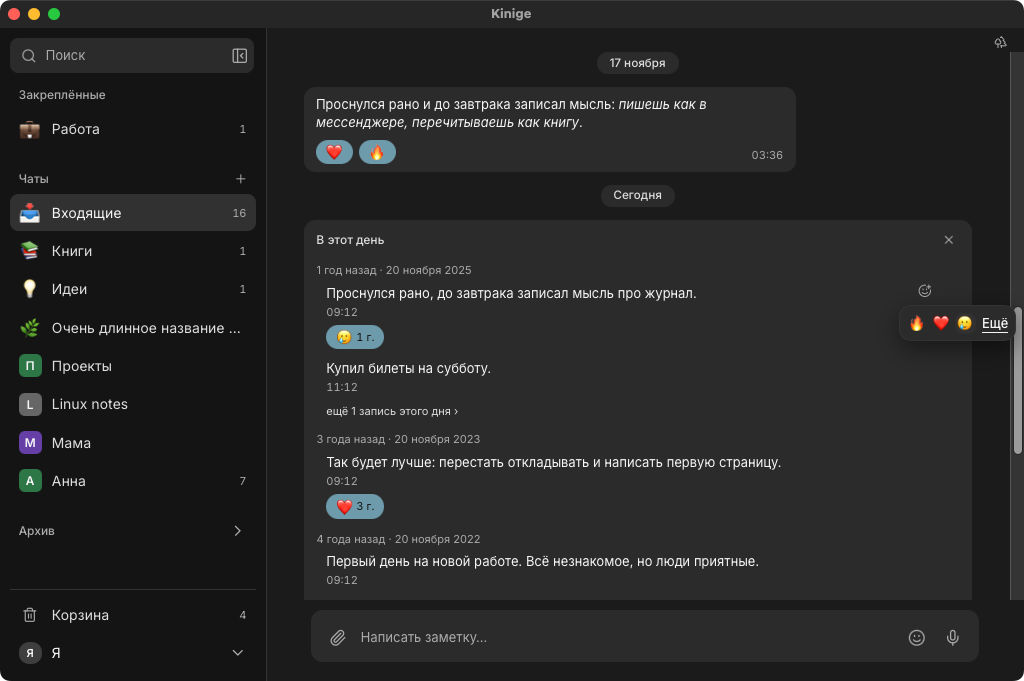 Kinige
Поиск
Закреплённые
Работа 1
Чаты
Входящие 16
Книги 1
Идеи 1
Очень длинное название ...
П Проекты
L Linux notes
М Мама
А Анна 7
Архив
Корзина 4
Я Я
17 ноября
Проснулся рано и до завтрака записал мысль: пишешь как в
мессенджере, перечитываешь как книгу.
03:36
Сегодня
В этот день
1 год назад · 20 ноября 2025
Проснулся рано, до завтрака записал мысль про журнал.
09:12
1 г.
Ещё
Купил билеты на субботу.
11:12
ещё 1 запись этого дня ›
3 года назад · 20 ноября 2023
Так будет лучше: перестать откладывать и написать первую страницу.
09:12
3 г.
4 года назад · 20 ноября 2022
Первый день на новой работе. Всё незнакомое, но люди приятные.
09:12
Написать заметку...